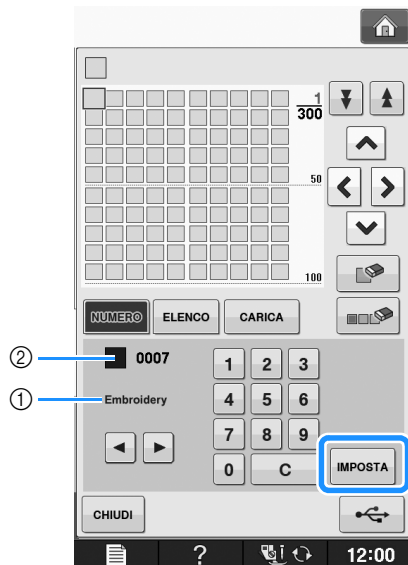 1
300
50
100
NUMERO ELENCO CARICA
② 0007
1 2 3
① Embroidery
4 5 6
7 8 9
0 C
IMPOSTA
CHIUDI
? 12:00